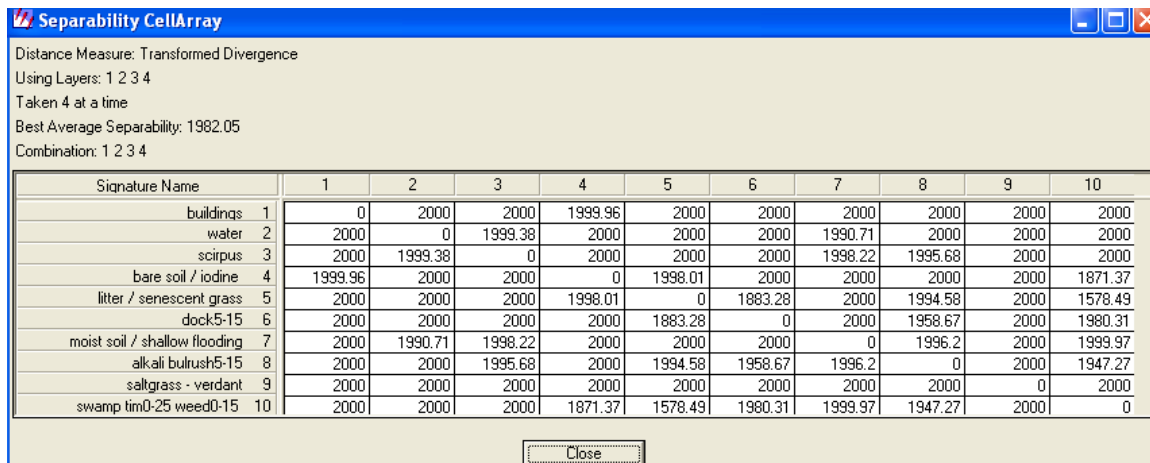 Separability CellArray
Distance Measure: Transformed Divergence
Using Layers: 1 2 3 4
Taken 4 at a time
Best Average Separability: 1982.05
Combination: 1 2 3 4
Signature Name 1 2 3 4 5 6 7 8 9 10
buildings 1 0 2000 2000 1999.96 2000 2000 2000 2000 2000 2000
water 2 2000 0 1999.38 2000 2000 2000 1990.71 2000 2000 2000
scirpus 3 2000 1999.38 0 2000 2000 2000 1998.22 1995.68 2000 2000
bare soil / iodine 4 1999.96 2000 2000 0 1998.01 2000 2000 2000 2000 1871.37
litter / senescent grass 5 2000 2000 2000 1998.01 0 1883.28 2000 1994.58 2000 1578.49
dock5-15 6 2000 2000 2000 2000 1883.28 0 2000 1958.67 2000 1980.31
moist soil / shallow flooding 7 2000 1990.71 1998.22 2000 2000 2000 0 1996.2 2000 1999.97
alkali bulrush5-15 8 2000 2000 1995.68 2000 1994.58 1958.67 1996.2 0 2000 1947.27
saltgrass - verdant 9 2000 2000 2000 2000 2000 2000 2000 2000 0 2000
swamp tim0-25 weed0-15 10 2000 2000 2000 1871.37 1578.49 1980.31 1999.97 1947.27 2000 0
Close